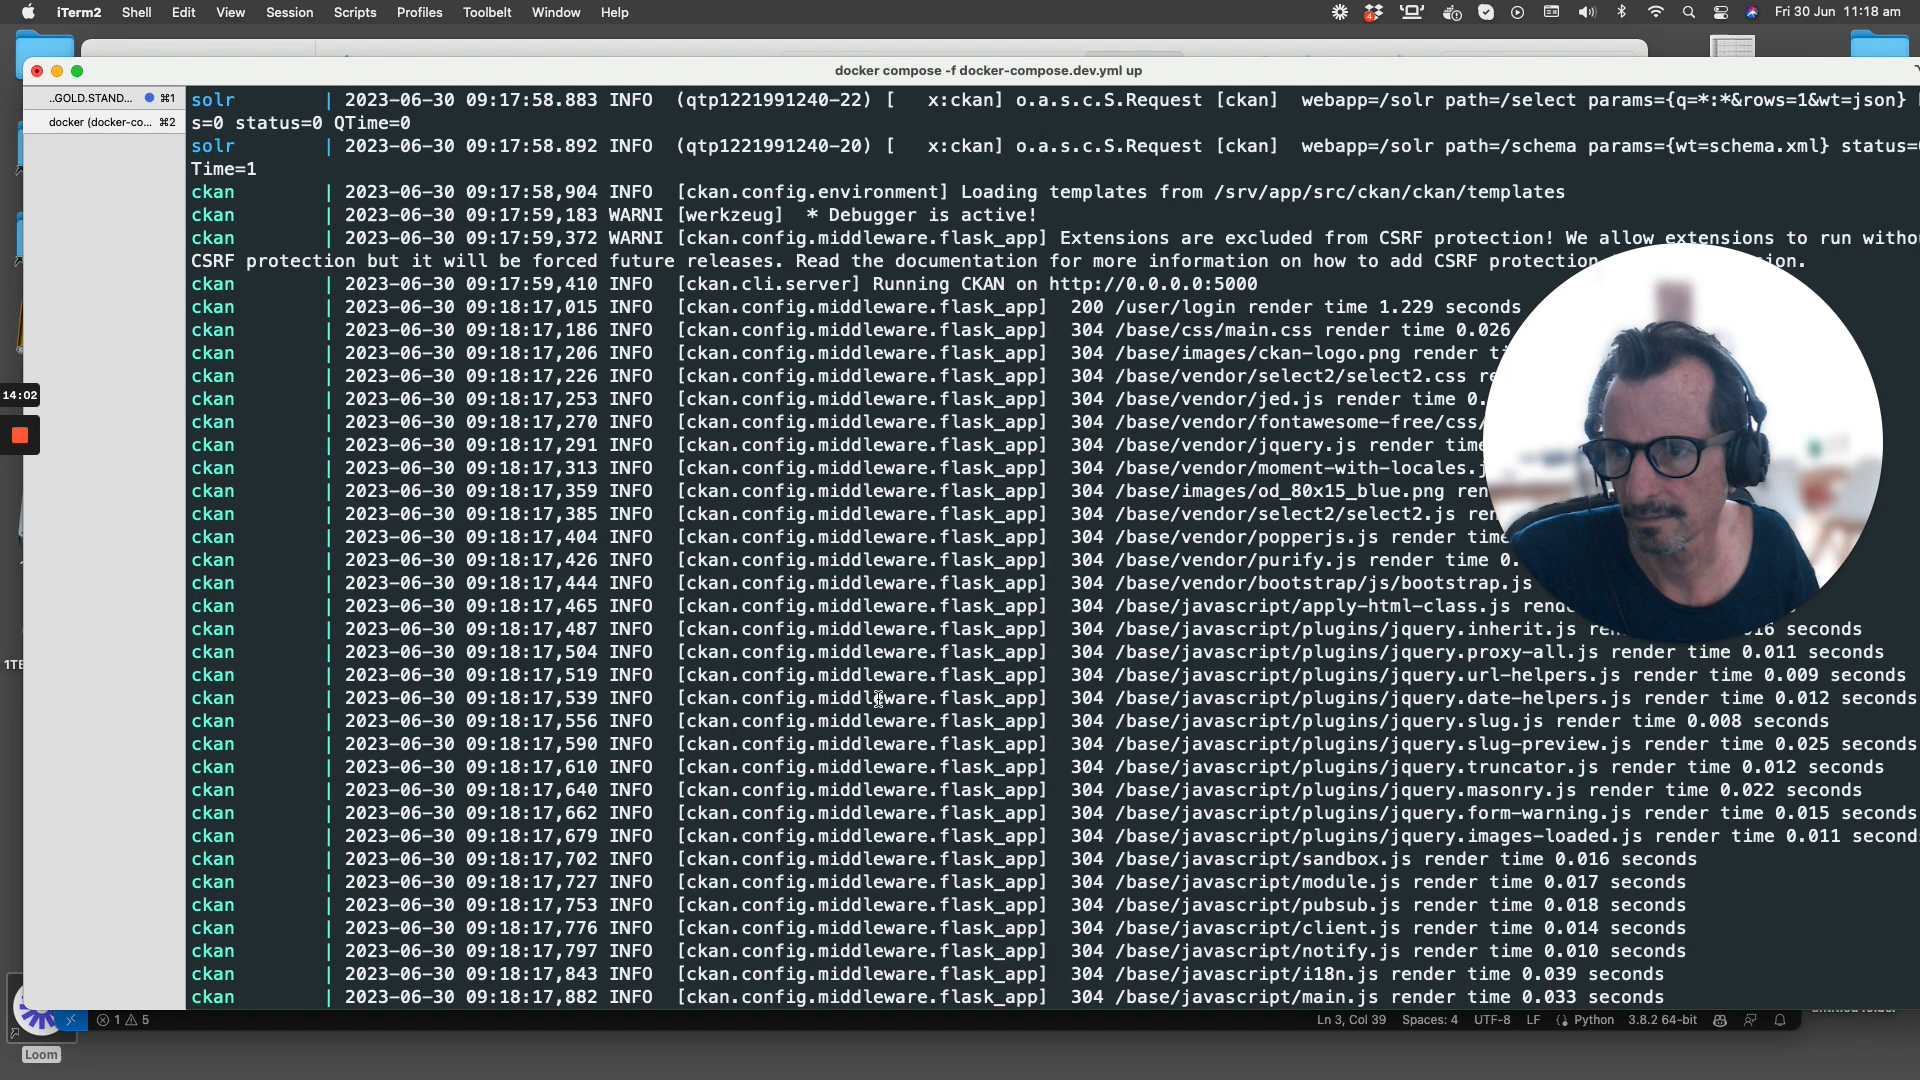 iTerm2 Shell Edit View Session Scripts Profiles Toolbelt Window Help 4 Fri 30 Jun 11:18 am
docker compose -f docker-compose.dev.yml up
..GOLD.STAND... ⌘1
docker (docker-co... ⌘2
solr | 2023-06-30 09:17:58.883 INFO (qtp1221991240-22) [ x:ckan] o.a.s.c.S.Request [ckan] webapp=/solr path=/select params={q=*:*&rows=1&wt=json}
s=0 status=0 QTime=0
solr | 2023-06-30 09:17:58.892 INFO (qtp1221991240-20) [ x:ckan] o.a.s.c.S.Request [ckan] webapp=/solr path=/schema params={wt=schema.xml} status=
Time=1
ckan | 2023-06-30 09:17:58,904 INFO [ckan.config.environment] Loading templates from /srv/app/src/ckan/ckan/templates
ckan | 2023-06-30 09:17:59,183 WARNI [werkzeug] * Debugger is active!
ckan | 2023-06-30 09:17:59,372 WARNI [ckan.config.middleware.flask_app] Extensions are excluded from CSRF protection! We allow extensions to run witho
CSRF protection but it will be forced future releases. Read the documentation for more information on how to add CSRF protection
ckan | 2023-06-30 09:17:59,410 INFO [ckan.cli.server] Running CKAN on http://0.0.0.0:5000
ckan | 2023-06-30 09:18:17,015 INFO [ckan.config.middleware.flask_app] 200 /user/login render time 1.229 seconds
ckan | 2023-06-30 09:18:17,186 INFO [ckan.config.middleware.flask_app] 304 /base/css/main.css render time 0.026
ckan | 2023-06-30 09:18:17,206 INFO [ckan.config.middleware.flask_app] 304 /base/images/ckan-logo.png render
ckan | 2023-06-30 09:18:17,226 INFO [ckan.config.middleware.flask_app] 304 /base/vendor/select2/select2.css
ckan | 2023-06-30 09:18:17,253 INFO [ckan.config.middleware.flask_app] 304 /base/vendor/jed.js render time 0.
ckan | 2023-06-30 09:18:17,270 INFO [ckan.config.middleware.flask_app] 304 /base/vendor/fontawesome-free/css/
ckan | 2023-06-30 09:18:17,291 INFO [ckan.config.middleware.flask_app] 304 /base/vendor/jquery.js render time
ckan | 2023-06-30 09:18:17,313 INFO [ckan.config.middleware.flask_app] 304 /base/vendor/moment-with-locales.j
ckan | 2023-06-30 09:18:17,359 INFO [ckan.config.middleware.flask_app] 304 /base/images/od_80x15_blue.png ren
ckan | 2023-06-30 09:18:17,385 INFO [ckan.config.middleware.flask_app] 304 /base/vendor/select2/select2.js ren
ckan | 2023-06-30 09:18:17,404 INFO [ckan.config.middleware.flask_app] 304 /base/vendor/popperjs.js render time
ckan | 2023-06-30 09:18:17,426 INFO [ckan.config.middleware.flask_app] 304 /base/vendor/purify.js render time 0.
ckan | 2023-06-30 09:18:17,444 INFO [ckan.config.middleware.flask_app] 304 /base/vendor/bootstrap/js/bootstrap.js
ckan | 2023-06-30 09:18:17,465 INFO [ckan.config.middleware.flask_app] 304 /base/javascript/apply-html-class.js rende
ckan | 2023-06-30 09:18:17,487 INFO [ckan.config.middleware.flask_app] 304 /base/javascript/plugins/jquery.inherit.js ren 16 seconds
ckan | 2023-06-30 09:18:17,504 INFO [ckan.config.middleware.flask_app] 304 /base/javascript/plugins/jquery.proxy-all.js render time 0.011 seconds
ckan | 2023-06-30 09:18:17,519 INFO [ckan.config.middleware.flask_app] 304 /base/javascript/plugins/jquery.url-helpers.js render time 0.009 seconds
ckan | 2023-06-30 09:18:17,539 INFO [ckan.config.middleware.flask_app] 304 /base/javascript/plugins/jquery.date-helpers.js render time 0.012 seconds
ckan | 2023-06-30 09:18:17,556 INFO [ckan.config.middleware.flask_app] 304 /base/javascript/plugins/jquery.slug.js render time 0.008 seconds
ckan | 2023-06-30 09:18:17,590 INFO [ckan.config.middleware.flask_app] 304 /base/javascript/plugins/jquery.slug-preview.js render time 0.025 seconds
ckan | 2023-06-30 09:18:17,610 INFO [ckan.config.middleware.flask_app] 304 /base/javascript/plugins/jquery.truncator.js render time 0.012 seconds
ckan | 2023-06-30 09:18:17,640 INFO [ckan.config.middleware.flask_app] 304 /base/javascript/plugins/jquery.masonry.js render time 0.022 seconds
ckan | 2023-06-30 09:18:17,662 INFO [ckan.config.middleware.flask_app] 304 /base/javascript/plugins/jquery.form-warning.js render time 0.015 seconds
ckan | 2023-06-30 09:18:17,679 INFO [ckan.config.middleware.flask_app] 304 /base/javascript/plugins/jquery.images-loaded.js render time 0.011 second
ckan | 2023-06-30 09:18:17,702 INFO [ckan.config.middleware.flask_app] 304 /base/javascript/sandbox.js render time 0.016 seconds
ckan | 2023-06-30 09:18:17,727 INFO [ckan.config.middleware.flask_app] 304 /base/javascript/module.js render time 0.017 seconds
ckan | 2023-06-30 09:18:17,753 INFO [ckan.config.middleware.flask_app] 304 /base/javascript/pubsub.js render time 0.018 seconds
ckan | 2023-06-30 09:18:17,776 INFO [ckan.config.middleware.flask_app] 304 /base/javascript/client.js render time 0.014 seconds
ckan | 2023-06-30 09:18:17,797 INFO [ckan.config.middleware.flask_app] 304 /base/javascript/notify.js render time 0.010 seconds
ckan | 2023-06-30 09:18:17,843 INFO [ckan.config.middleware.flask_app] 304 /base/javascript/i18n.js render time 0.039 seconds
ckan | 2023-06-30 09:18:17,882 INFO [ckan.config.middleware.flask_app] 304 /base/javascript/main.js render time 0.033 seconds
14:02
1TE
1 5 Ln 3, Col 39 Spaces: 4 UTF-8 LF Python 3.8.2 64-bit
Loom